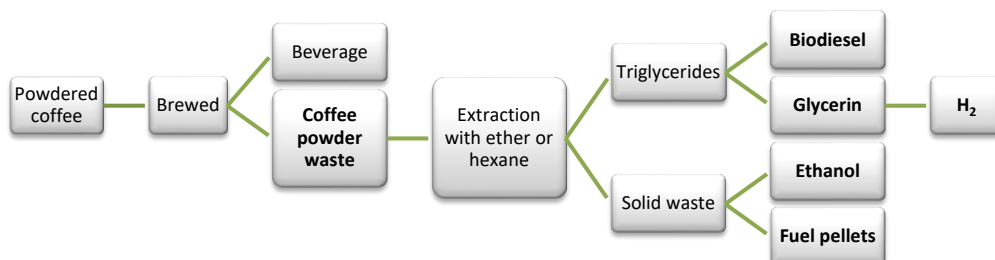 Powdered
coffee
Brewed
Beverage
Coffee
powder
waste
Extraction
with ether or
hexane
Triglycerides
Biodiesel
Glycerin
H₂
Solid waste
Ethanol
Fuel pellets